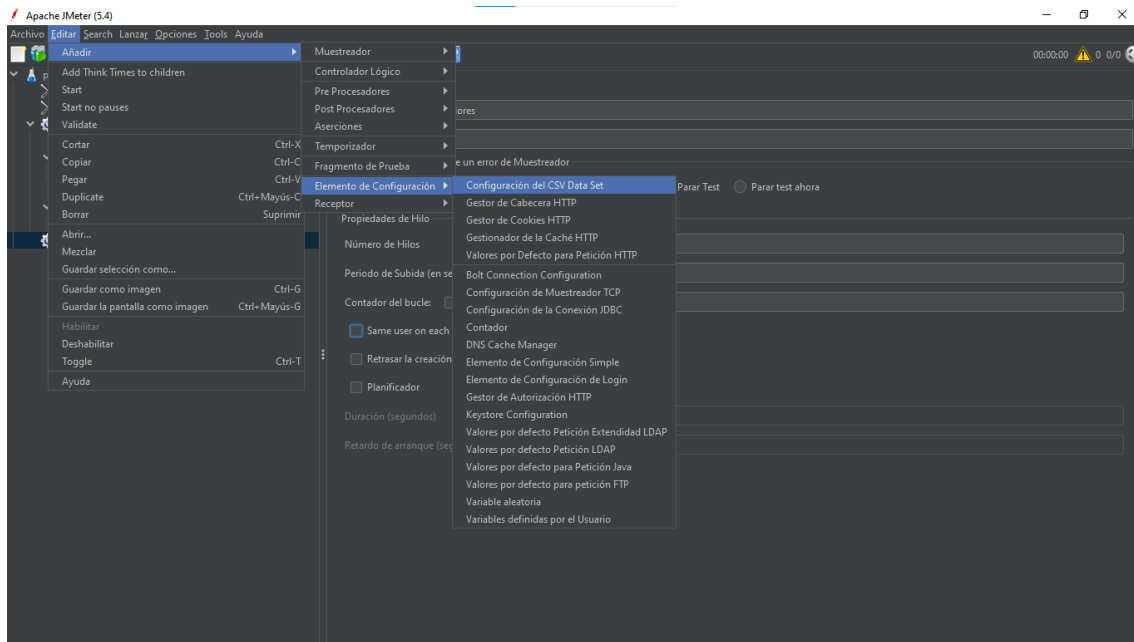 Apache JMeter (5.4)
Archivo Editar Search Lanzar Opciones Tools Ayuda
00:00:00 0 0/0
Añadir
Add Think Times to children
Start
Start no pauses
Validate
Cortar Ctrl-X
Copiar Ctrl-C
Pegar Ctrl-V
Duplicate Ctrl+Mayús-C
Borrar Suprimir
Abrir...
Mezclar
Guardar selección como...
Guardar como imagen Ctrl-G
Guardar la pantalla como imagen Ctrl+Mayús-G
Habilitar
Deshabilitar
Toggle Ctrl-T
Ayuda
Muestreador
Controlador Lógico
Pre Procesadores
Post Procesadores
Aserciones
Temporizador
Fragmento de Prueba
Elemento de Configuración
Receptor
Configuración del CSV Data Set
Gestor de Cabecera HTTP
Gestor de Cookies HTTP
Gestionador de la Caché HTTP
Valores por Defecto para Petición HTTP
Bolt Connection Configuration
Configuración de Muestreador TCP
Configuración de la Conexión JDBC
Contador
DNS Cache Manager
Elemento de Configuración Simple
Elemento de Configuración de Login
Gestor de Autorización HTTP
Keystore Configuration
Valores por defecto Petición Extendidad LDAP
Valores por defecto Petición LDAP
Valores por defecto para Petición Java
Valores por defecto para petición FTP
Variable aleatoria
Variables definidas por el Usuario
ores
e un error de Muestreador
Parar Test Parar test ahora
Propiedades de Hilo
Número de Hilos
Periodo de Subida (en se
Contador del bucle:
Same user on each
Retrasar la creación
Planificador
Duración (segundos)
Retardo de arranque (seg